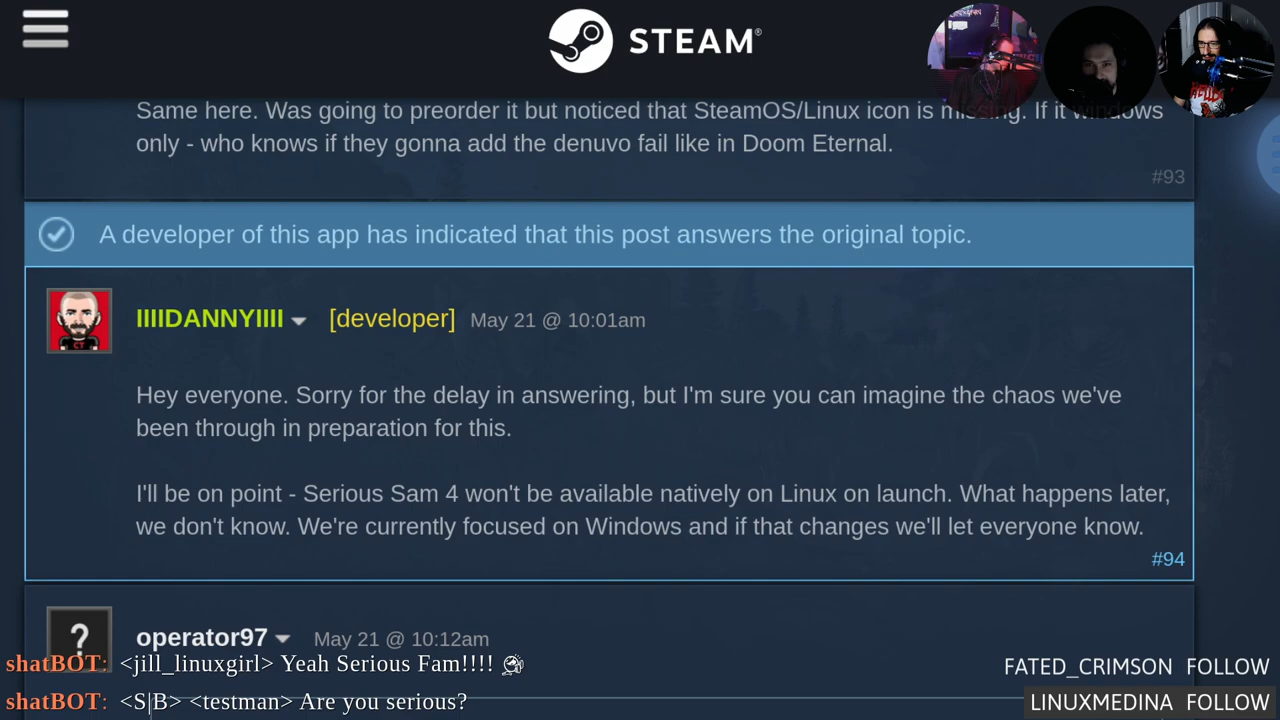 STEAM®
Same here. Was going to preorder it but noticed that SteamOS/Linux icon is missing. If it windows
only - who knows if they gonna add the denuvo fail like in Doom Eternal.
#93
A developer of this app has indicated that this post answers the original topic.
IIIIDANNYIIII [developer] May 21 @ 10:01am
Hey everyone. Sorry for the delay in answering, but I'm sure you can imagine the chaos we've
been through in preparation for this.
I'll be on point - Serious Sam 4 won't be available natively on Linux on launch. What happens later,
we don't know. We're currently focused on Windows and if that changes we'll let everyone know.
#94
?
operator97 May 21 @ 10:12am
shatBOT: <jill_linuxgirl> Yeah Serious Fam!!!!
FATED_CRIMSON FOLLOW
shatBOT: <S|B> <testman> Are you serious?
LINUXMEDINA FOLLOW